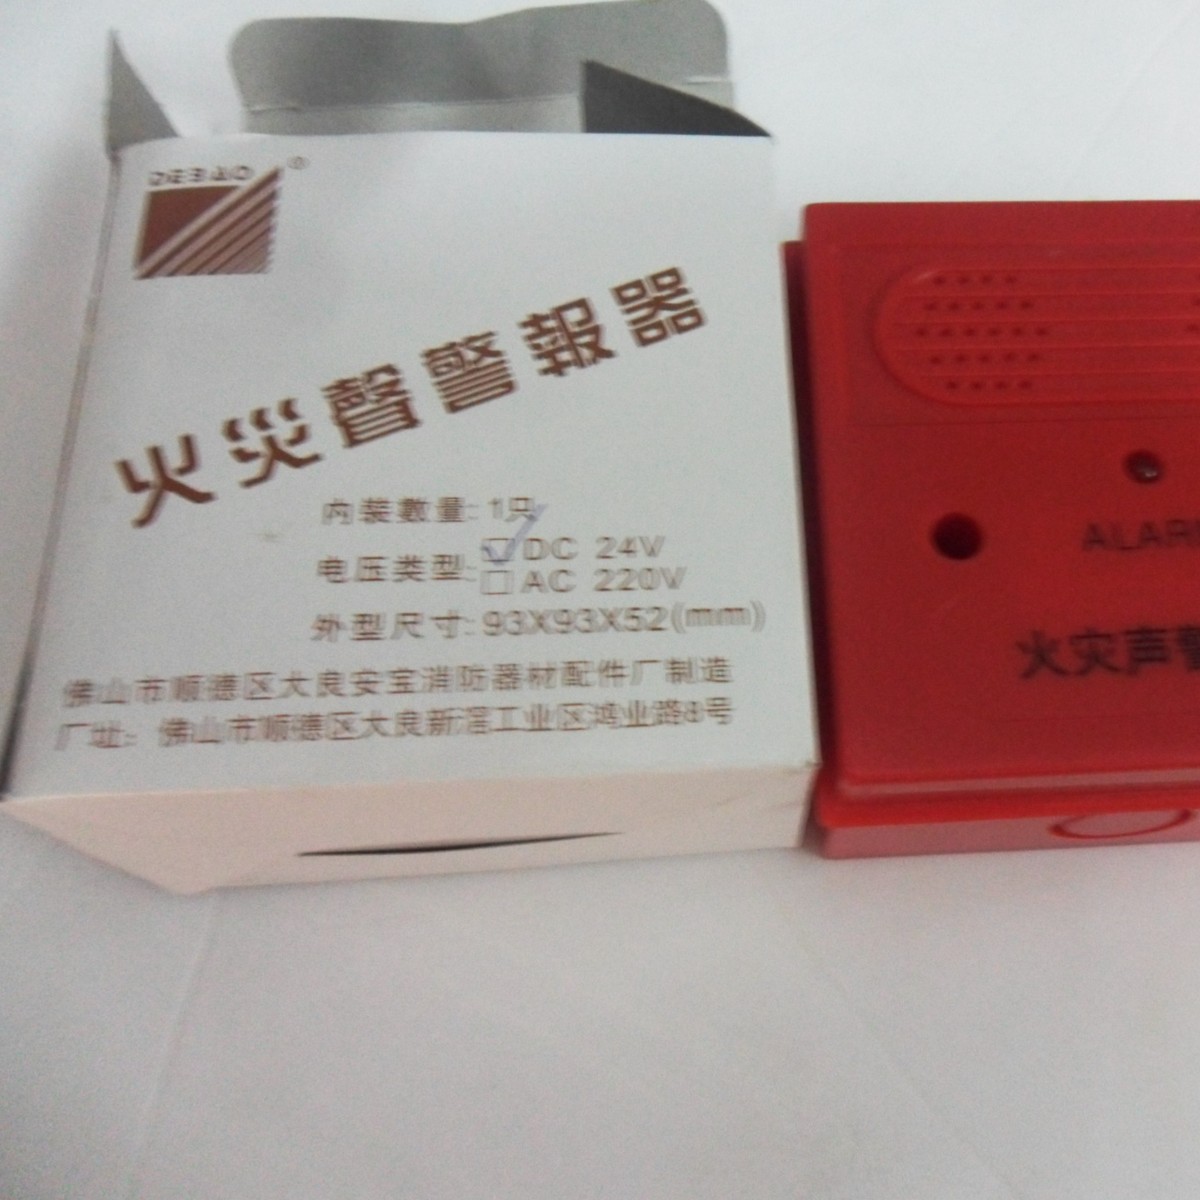 DEBAO®
火災聲警報器
内装數量: 1只
电压类型: ☑DC 24V
□AC 220V
外型尺寸: 93X93X52(mm)
佛山市顺德区大良安宝消防器材配件厂制造
厂址: 佛山市顺德区大良新滘工业区鸿业路8号
ALAR
火灾声警